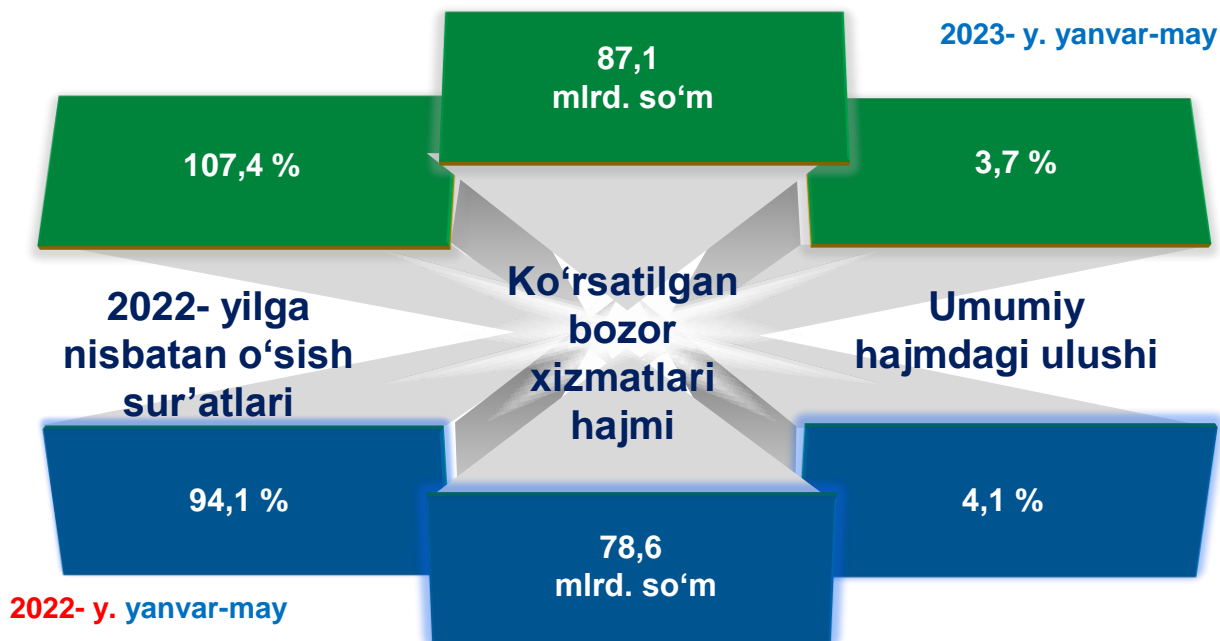 2023- y. yanvar-may
87,1
mlrd. so‘m
107,4 %
3,7 %
2022- yilga
nisbatan o‘sish
sur’atlari
Ko‘rsatilgan
bozor
xizmatlari
hajmi
Umumiy
hajmdagi ulushi
94,1 %
78,6
mlrd. so‘m
4,1 %
2022- y. yanvar-may